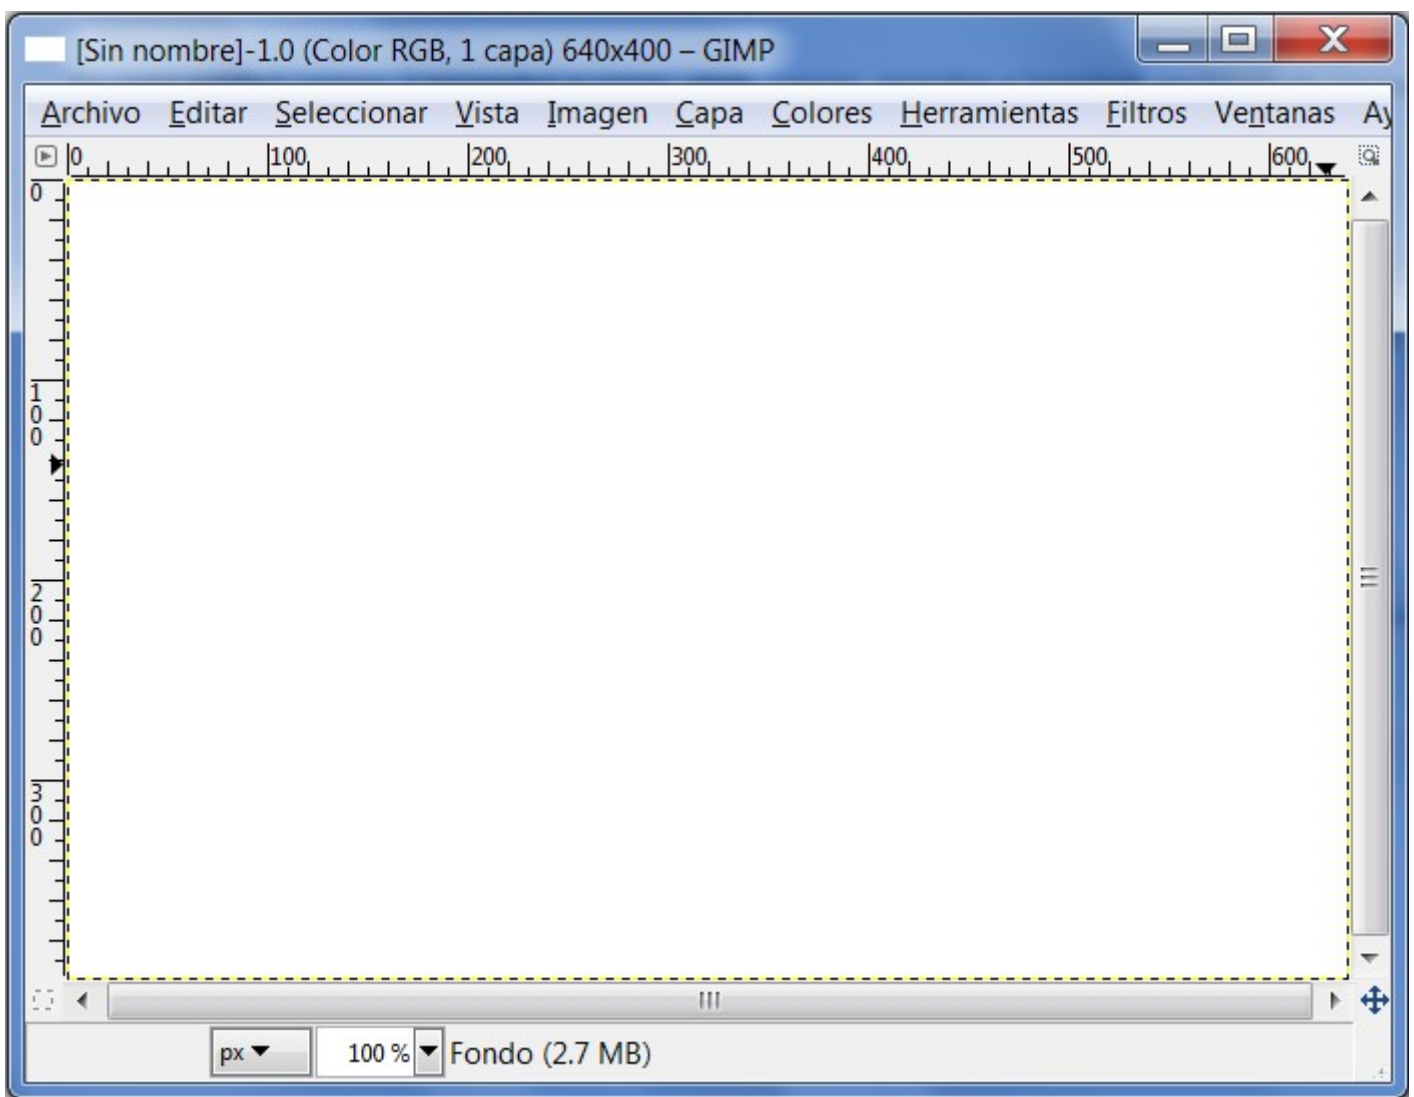 [Sin nombre]-1.0 (Color RGB, 1 capa) 640x400 – GIMP
Archivo Editar Seleccionar Vista Imagen Capa Colores Herramientas Filtros Ventanas Ay
0 100 200 300 400 500 600
0
100
200
300
px 100 % Fondo (2.7 MB)